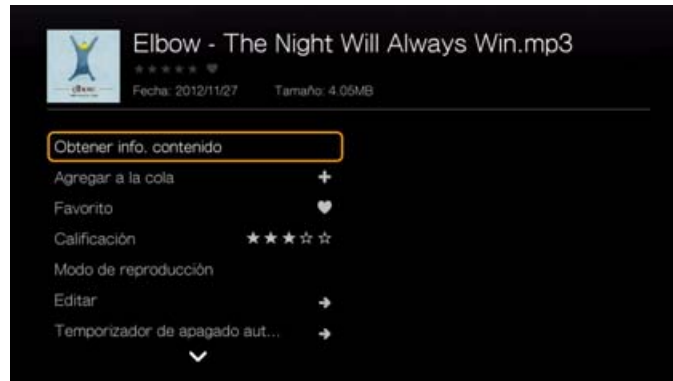 Elbow - The Night Will Always Win.mp3
Fecha: 2012/11/27 Tamaño: 4.05MB
elbow
Obtener info. contenido
Agregar a la cola
Favorito
Calificación
Modo de reproducción
Editar
Temporizador de apagado aut...